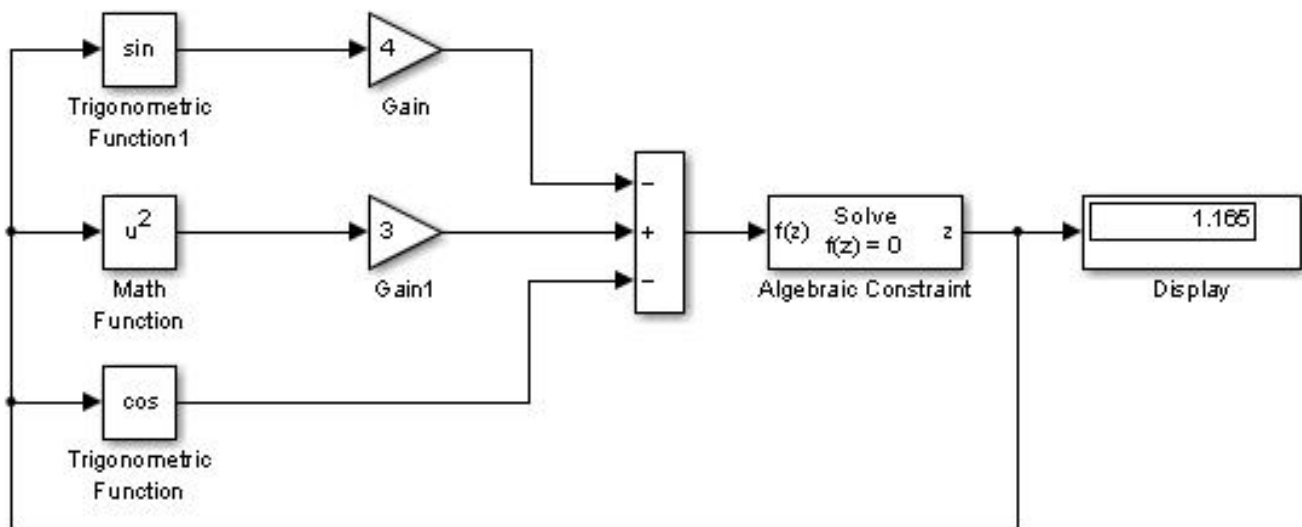 sin
Trigonometric
Function1
4
Gain
u²
Math
Function
3
Gain1
cos
Trigonometric
Function
−
+
−
f(z)
Solve
f(z) = 0
z
Algebraic Constraint
1.165
Display